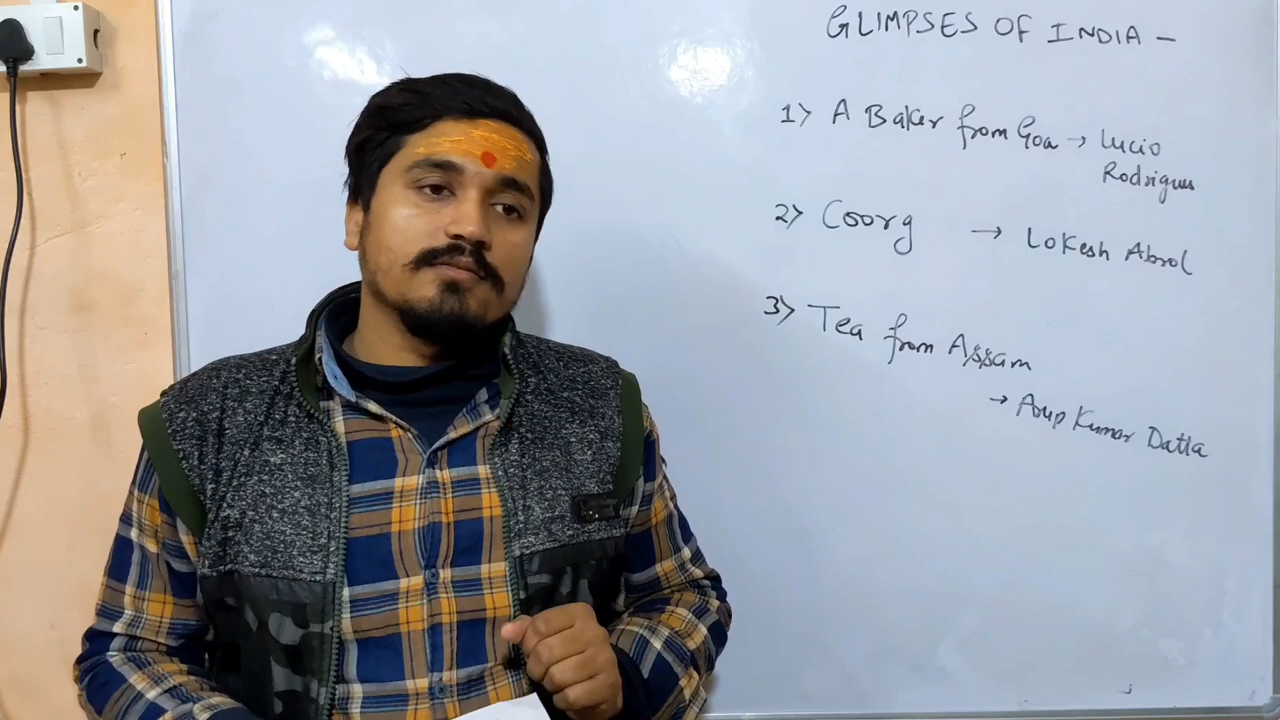 GLIMPSES OF INDIA —
1) A Baker from Goa → Lucio
Rodrigues
2) Coorg → Lokesh Abrol
3) Tea from Assam
→ Arup Kumar Datta